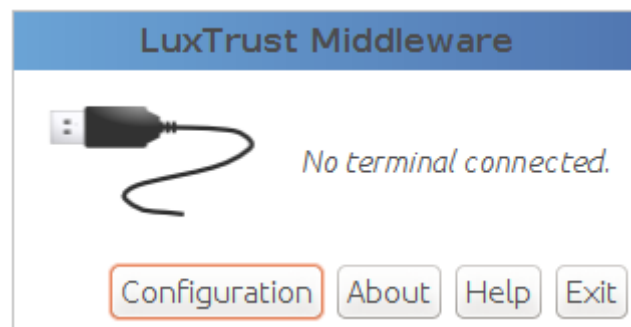 LuxTrust Middleware
No terminal connected.
Configuration About Help Exit